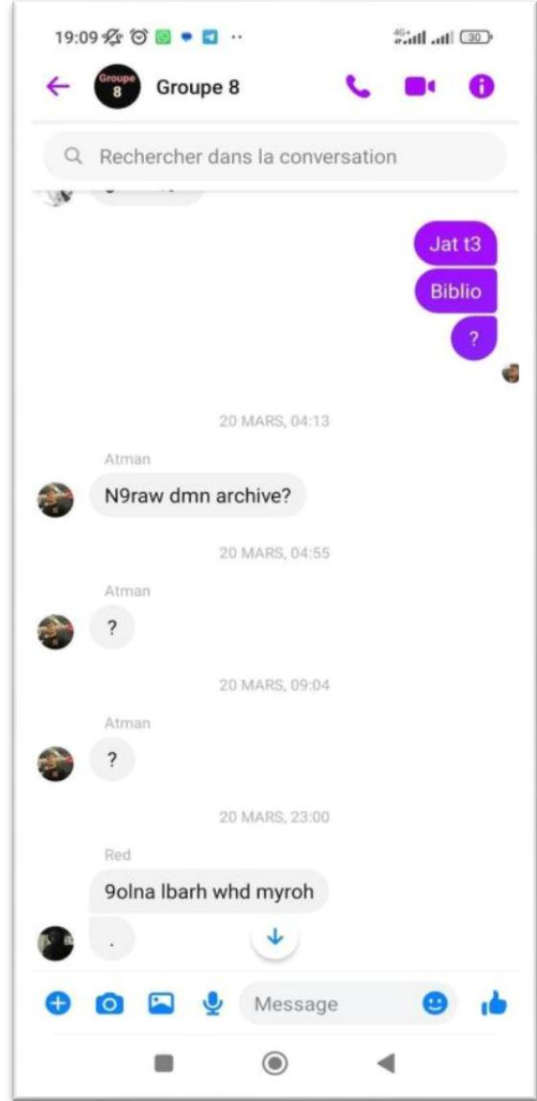 19:09
4G+
30
Groupe
8
Groupe 8
Rechercher dans la conversation
Jat t3
Biblio
?
20 MARS, 04:13
Atman
N9raw dmn archive?
20 MARS, 04:55
Atman
?
20 MARS, 09:04
Atman
?
20 MARS, 23:00
Red
9olna lbarh whd myroh
.
Message